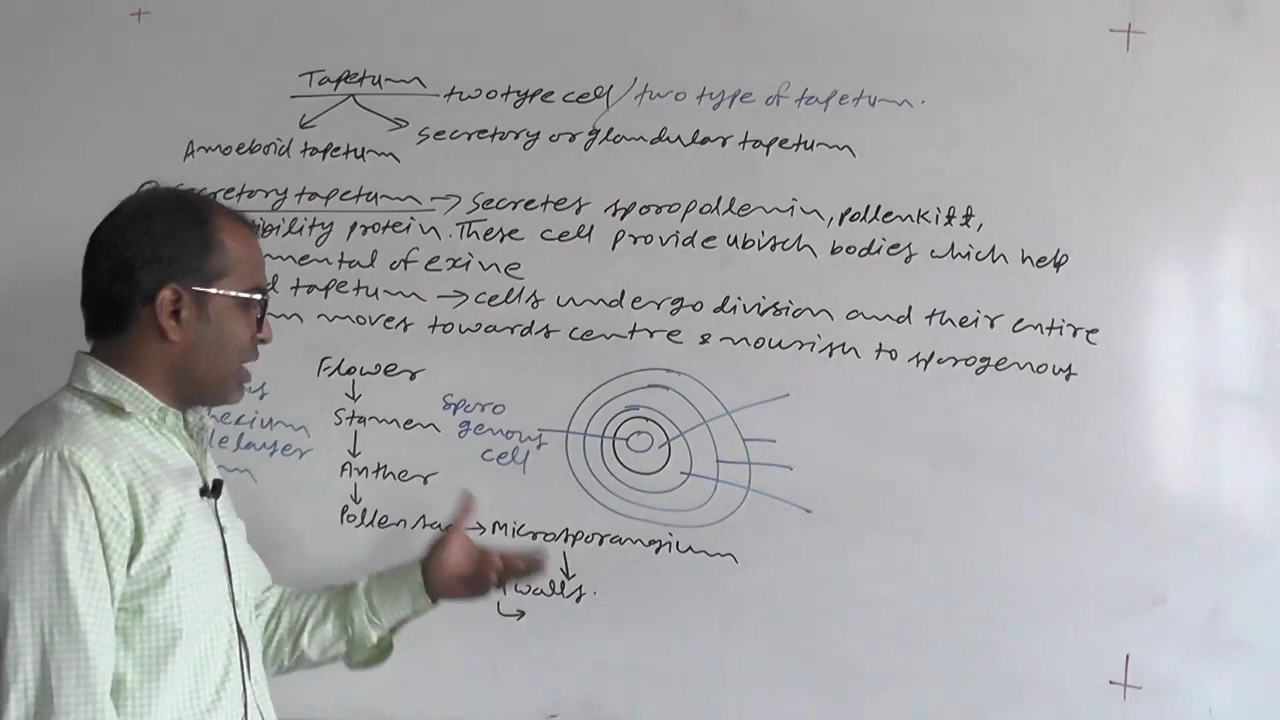 Tapetum two type cell/two type of tapetum.
Amoeboid tapetum
secretory or glandular tapetum
secretory tapetum → secretes sporopollenin, pollenkitt,
protein. These cell provide ubisch bodies which help
of exine
tapetum → cells undergo division and their entire
moves towards centre & nourish to sporogenous
Flower
Stamen
Anther
Pollen sac → Microsporangium
walls.
Sporo
genous
cell
layer